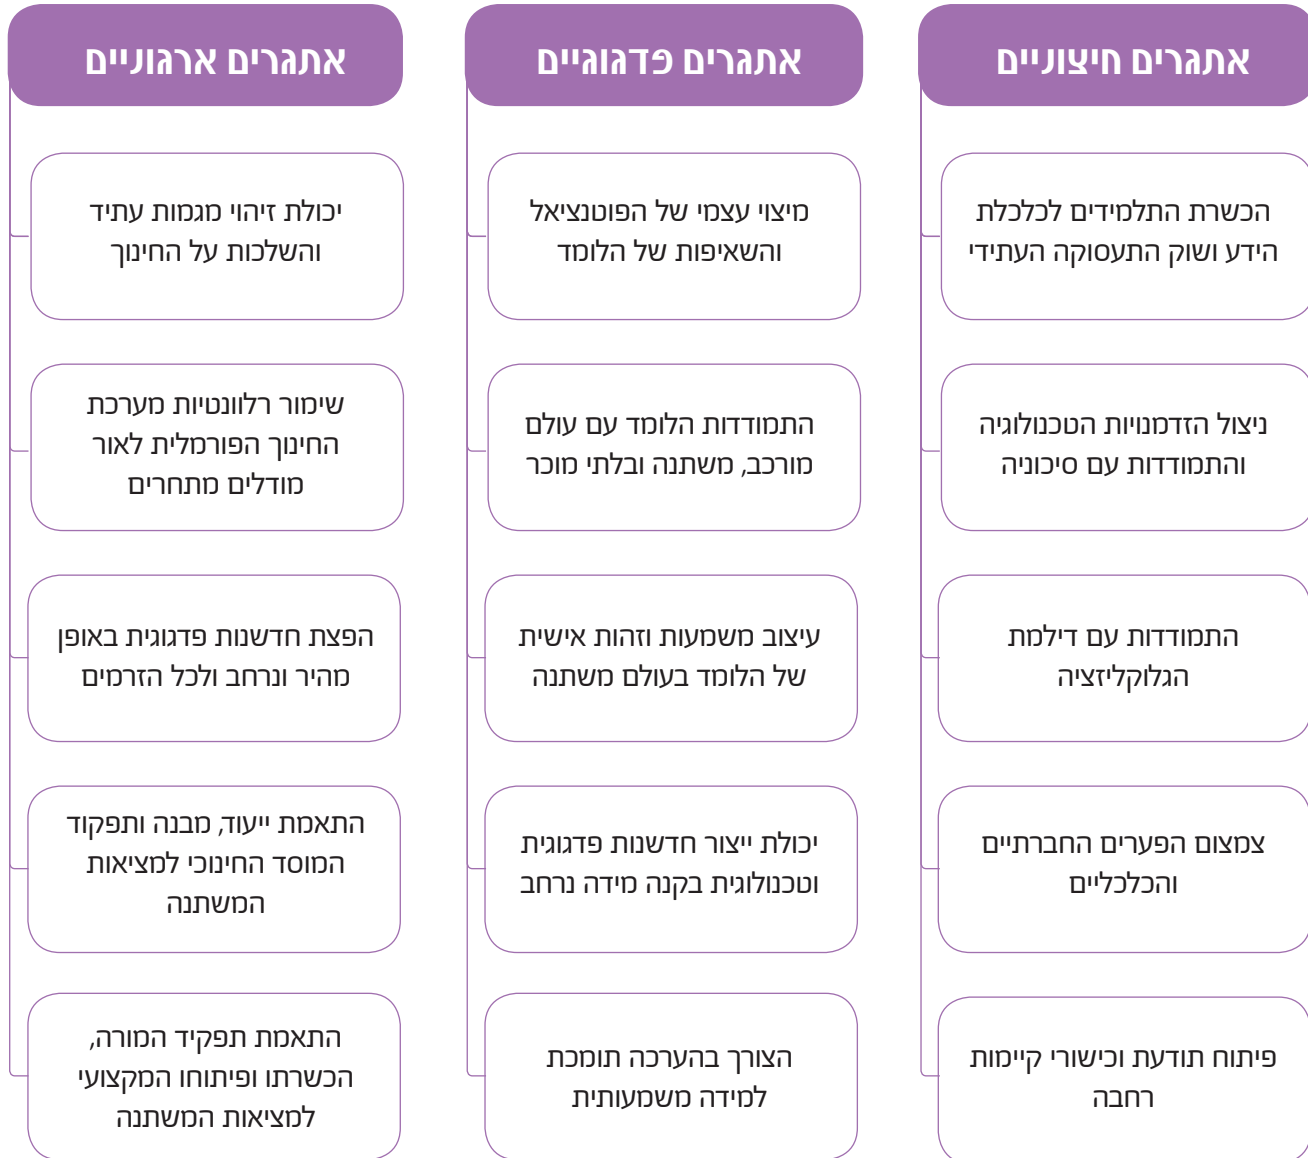 אתגרים חיצוניים
הכשרת התלמידים לכלכלת
הידע ושוק התעסוקה העתידי
ניצול הזדמנויות הטכנולוגיה
והתמודדות עם סיכוניה
התמודדות עם דילמת
הגלוקליזציה
צמצום הפערים החברתיים
והכלכליים
פיתוח תודעת וכישורי קיימות
רחבה
אתגרים פדגוגיים
מיצוי עצמי של הפוטנציאל
והשאיפות של הלומד
התמודדות הלומד עם עולם
מורכב, משתנה ובלתי מוכר
עיצוב משמעות וזהות אישית
של הלומד בעולם משתנה
יכולת ייצור חדשנות פדגוגית
וטכנולוגית בקנה מידה נרחב
הצורך בהערכה תומכת
למידה משמעותית
אתגרים ארגוניים
יכולת זיהוי מגמות עתיד
והשלכות על החינוך
שימור רלוונטיות מערכת
החינוך הפורמלית לאור
מודלים מתחרים
הפצת חדשנות פדגוגית באופן
מהיר ונרחב ולכל הזרמים
התאמת ייעוד, מבנה ותפקוד
המוסד החינוכי למציאות
המשתנה
התאמת תפקיד המורה,
הכשרתו ופיתוחו המקצועי
למציאות המשתנה